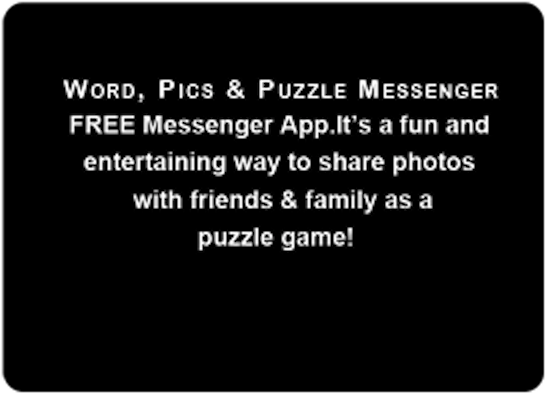 WORD, PICS & PUZZLE MESSENGER
FREE Messenger App.It's a fun and
entertaining way to share photos
with friends & family as a
puzzle game!